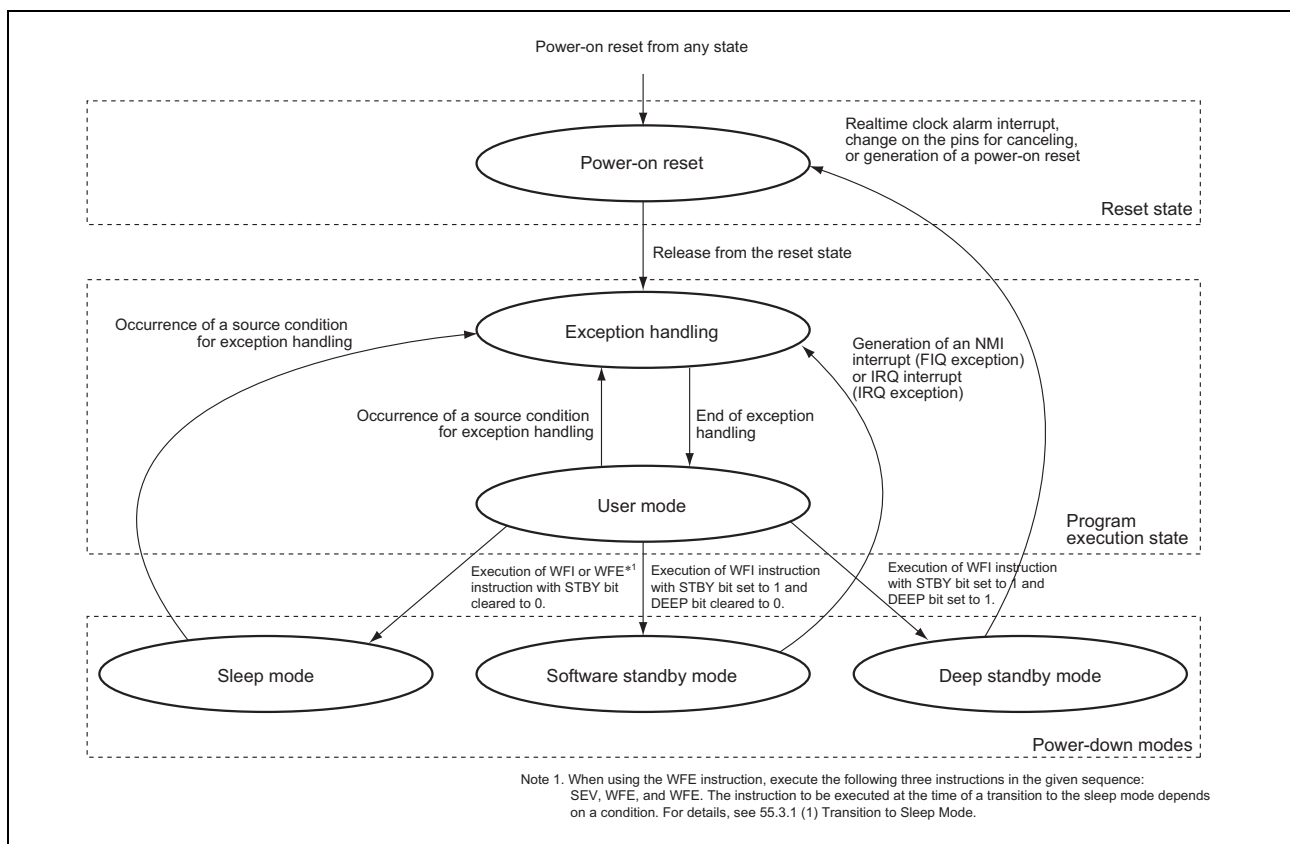 Power-on reset from any state
Realtime clock alarm interrupt,
change on the pins for canceling,
or generation of a power-on reset
Power-on reset
Reset state
Release from the reset state
Occurrence of a source condition
for exception handling
Exception handling
Generation of an NMI
interrupt (FIQ exception)
or IRQ interrupt
(IRQ exception)
Occurrence of a source condition
for exception handling
End of exception
handling
User mode
Program
execution state
Execution of WFI or WFE*1
instruction with STBY bit
cleared to 0.
Execution of WFI instruction
with STBY bit set to 1 and
DEEP bit cleared to 0.
Execution of WFI instruction
with STBY bit set to 1 and
DEEP bit set to 1.
Sleep mode
Software standby mode
Deep standby mode
Power-down modes
Note 1. When using the WFE instruction, execute the following three instructions in the given sequence:
SEV, WFE, and WFE. The instruction to be executed at the time of a transition to the sleep mode depends
on a condition. For details, see 55.3.1 (1) Transition to Sleep Mode.